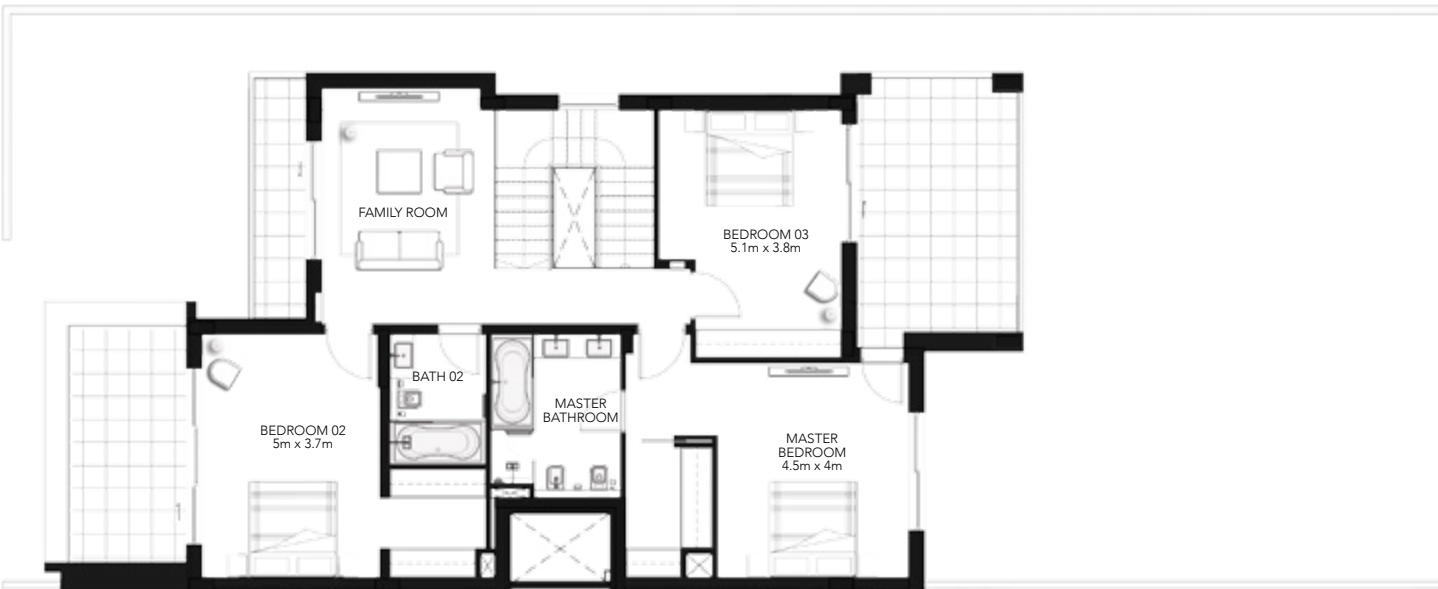 FAMILY ROOM
BEDROOM 03
5.1m x 3.8m
BATH 02
MASTER
BATHROOM
BEDROOM 02
5m x 3.7m
MASTER
BEDROOM
4.5m x 4m